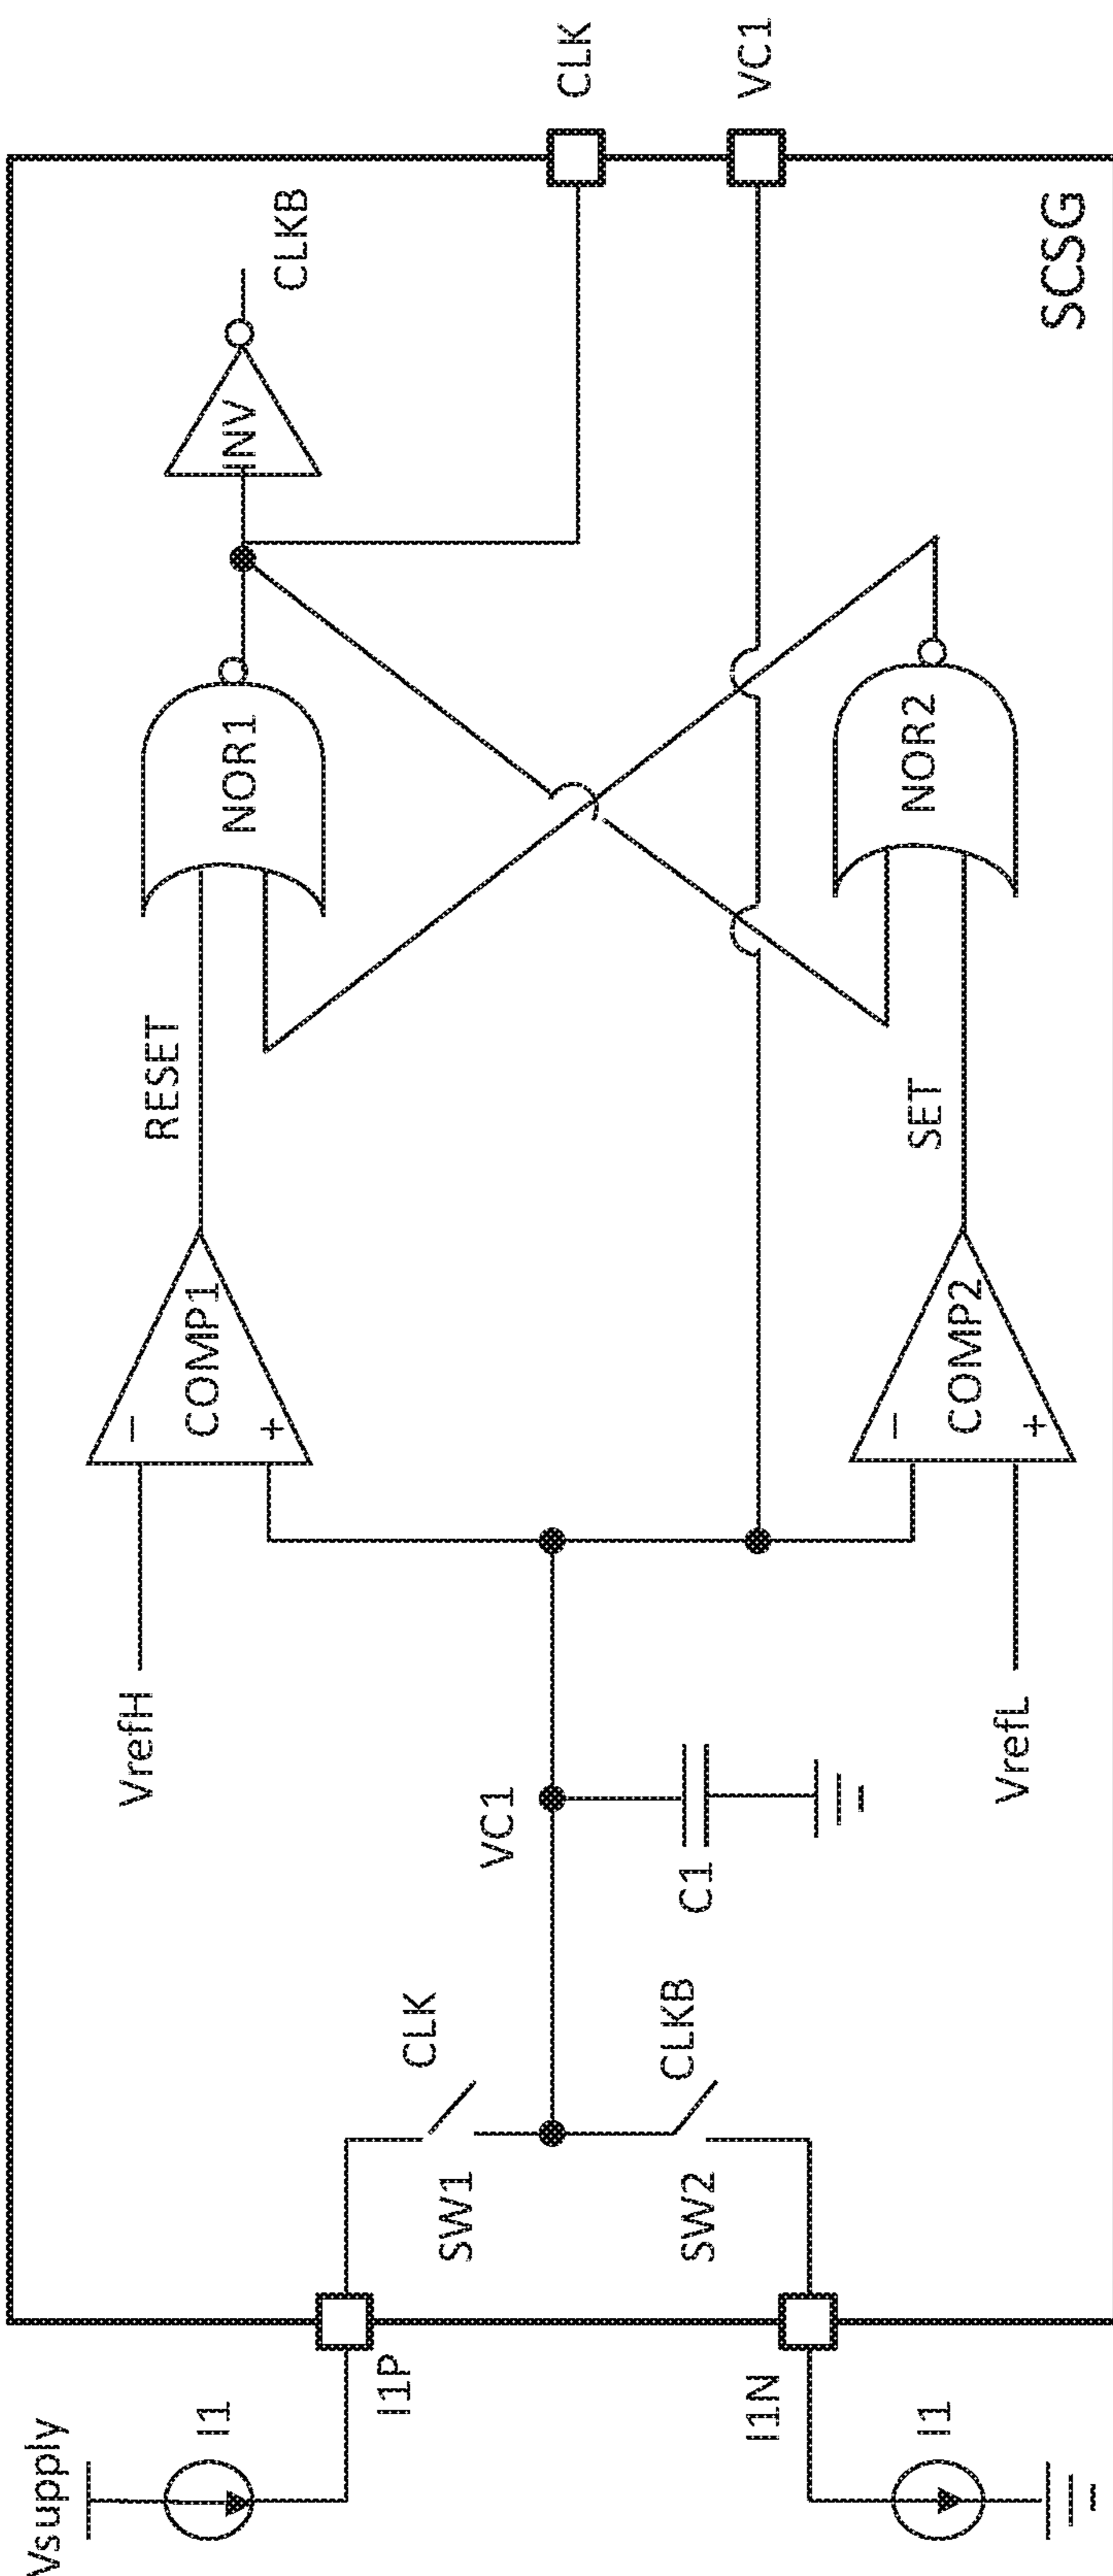 Vsupply
I1
I1P
I1N
I1
SW1
CLK
SW2
CLKB
VC1
C1
VrefH
VrefL
−
COMP1
+
−
COMP2
+
RESET
SET
NOR1
NOR2
INV
CLKB
SCSG
CLK
VC1